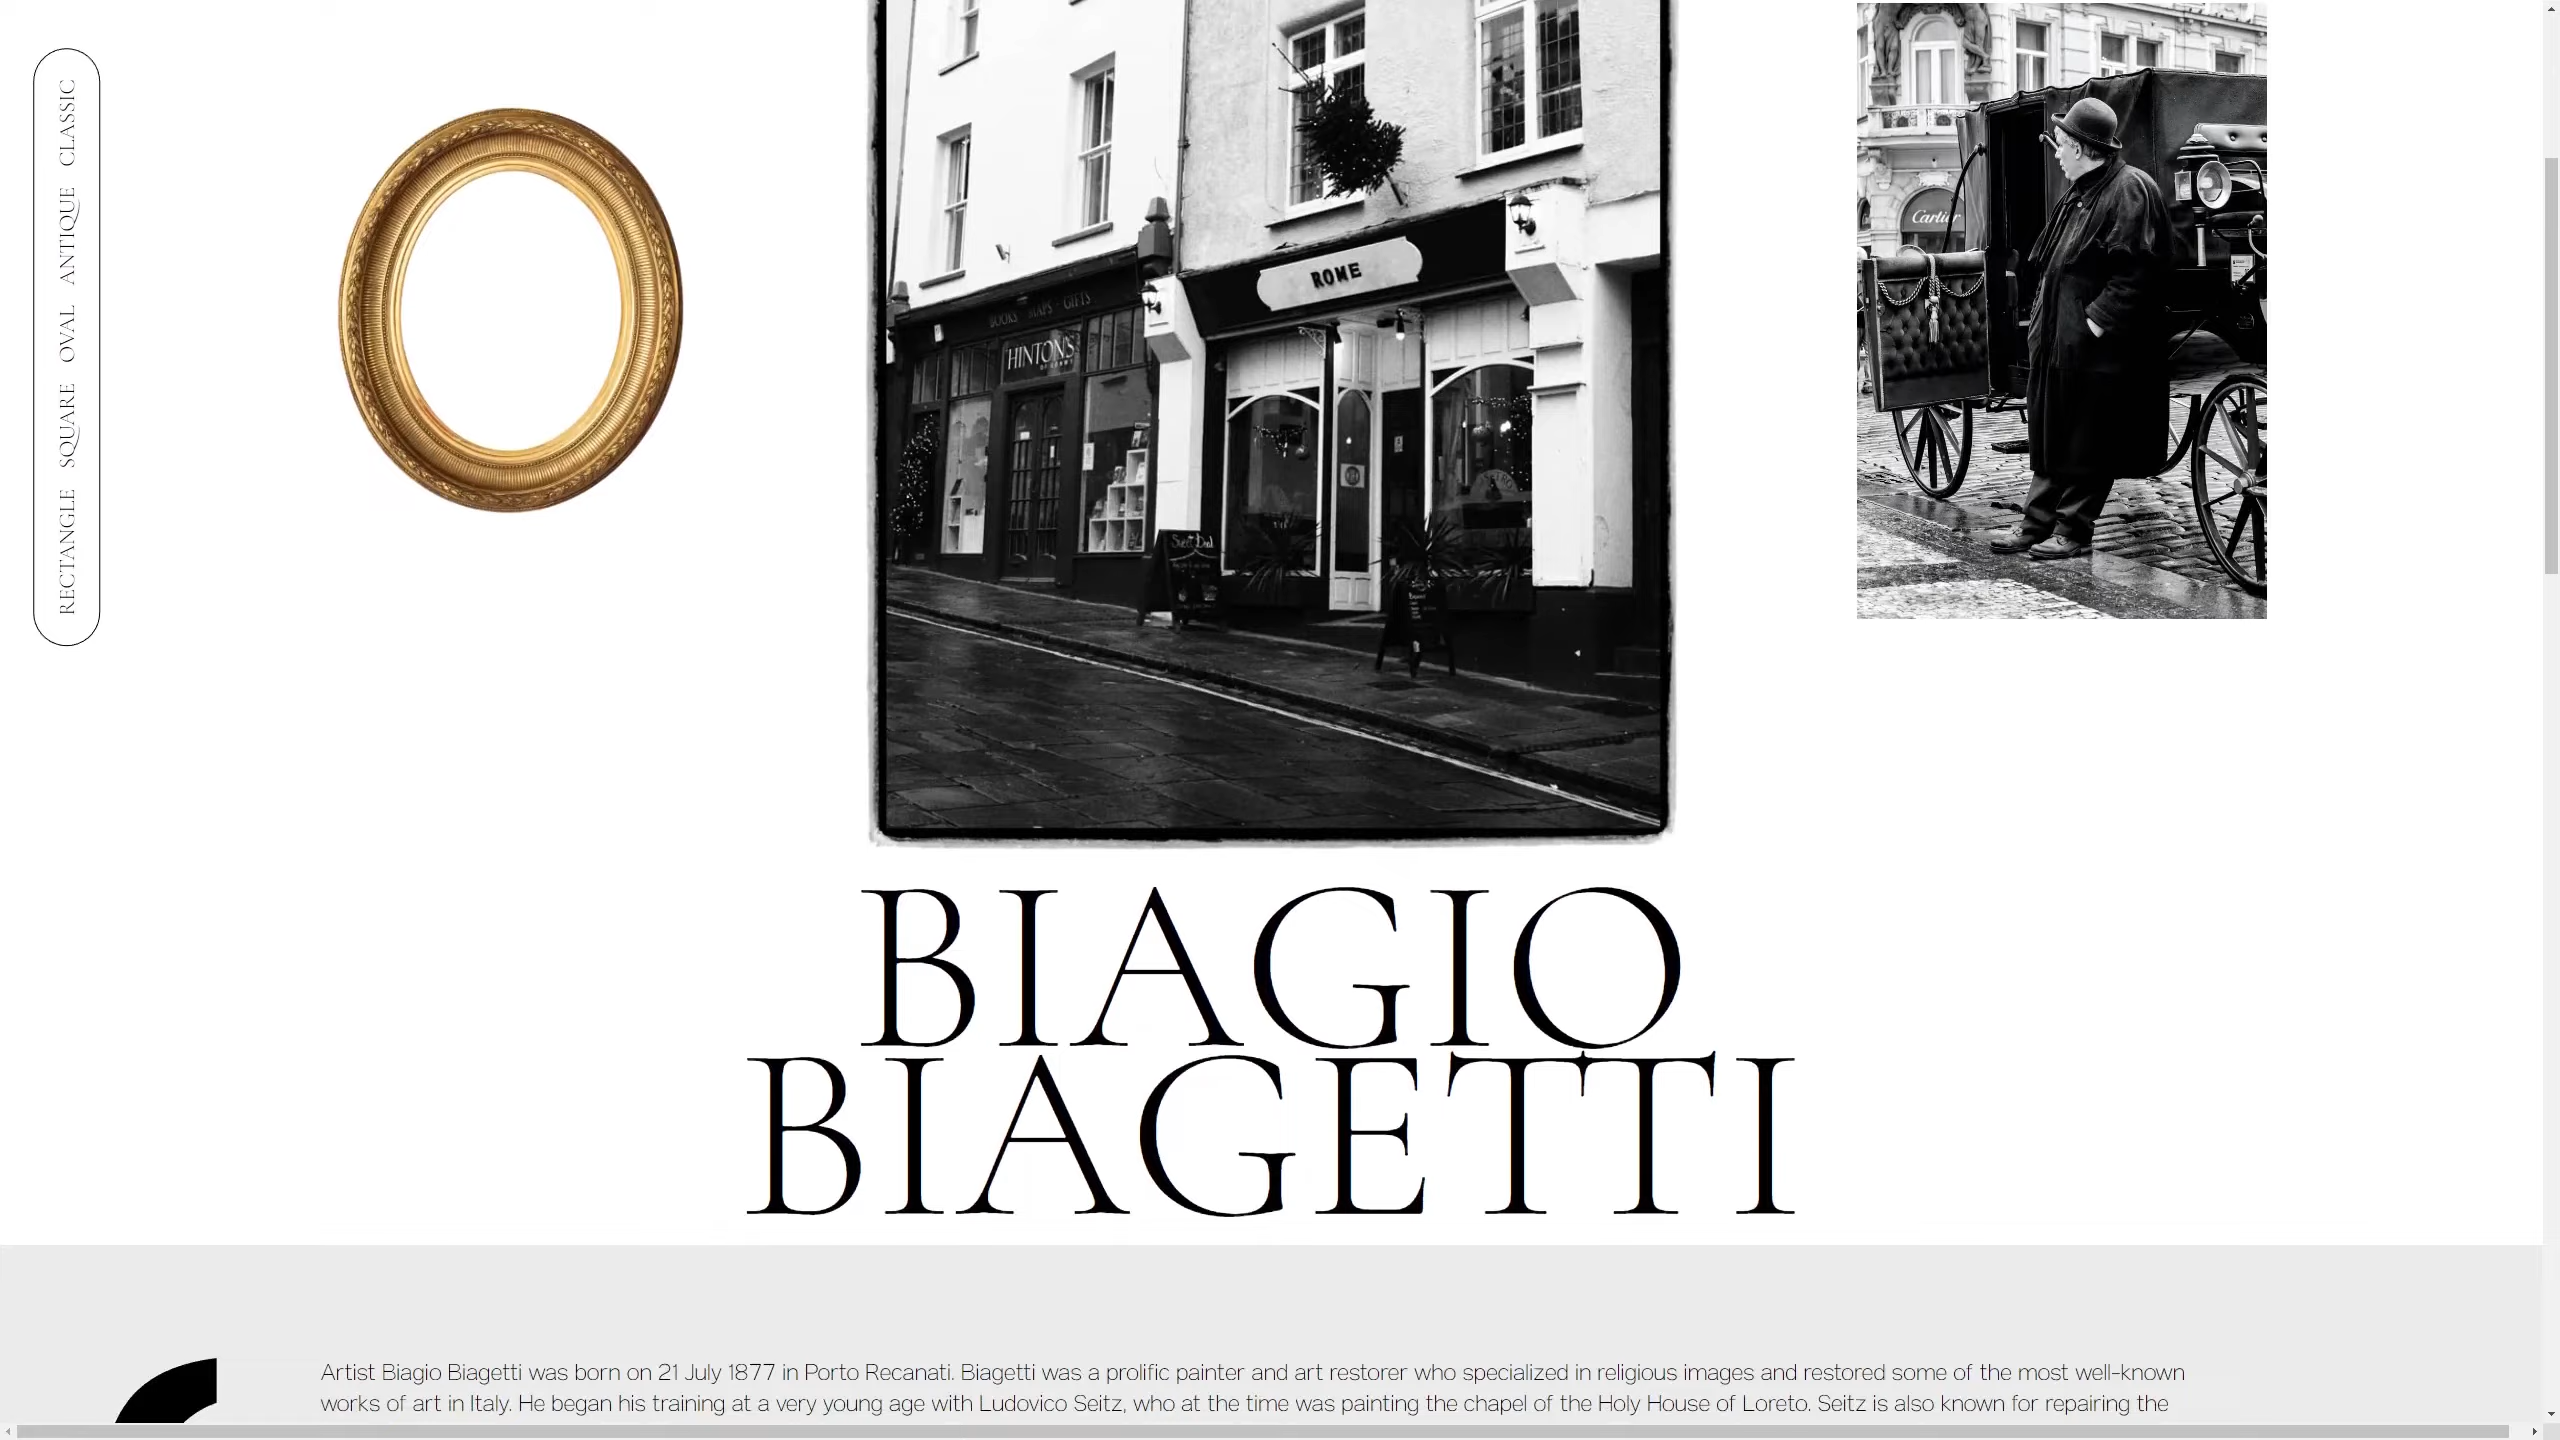 RECTANGLE SQUARE OVAL ANTIQUE CLASSIC
BOOKS MAPS GIFTS
HINTON'S
ROME
Cartier
Sweet Deal
BIAGIO
BIAGETTI
Artist Biagio Biagetti was born on 21 July 1877 in Porto Recanati. Biagetti was a prolific painter and art restorer who specialized in religious images and restored some of the most well-known
works of art in Italy. He began his training at a very young age with Ludovico Seitz, who at the time was painting the chapel of the Holy House of Loreto. Seitz is also known for repairing the